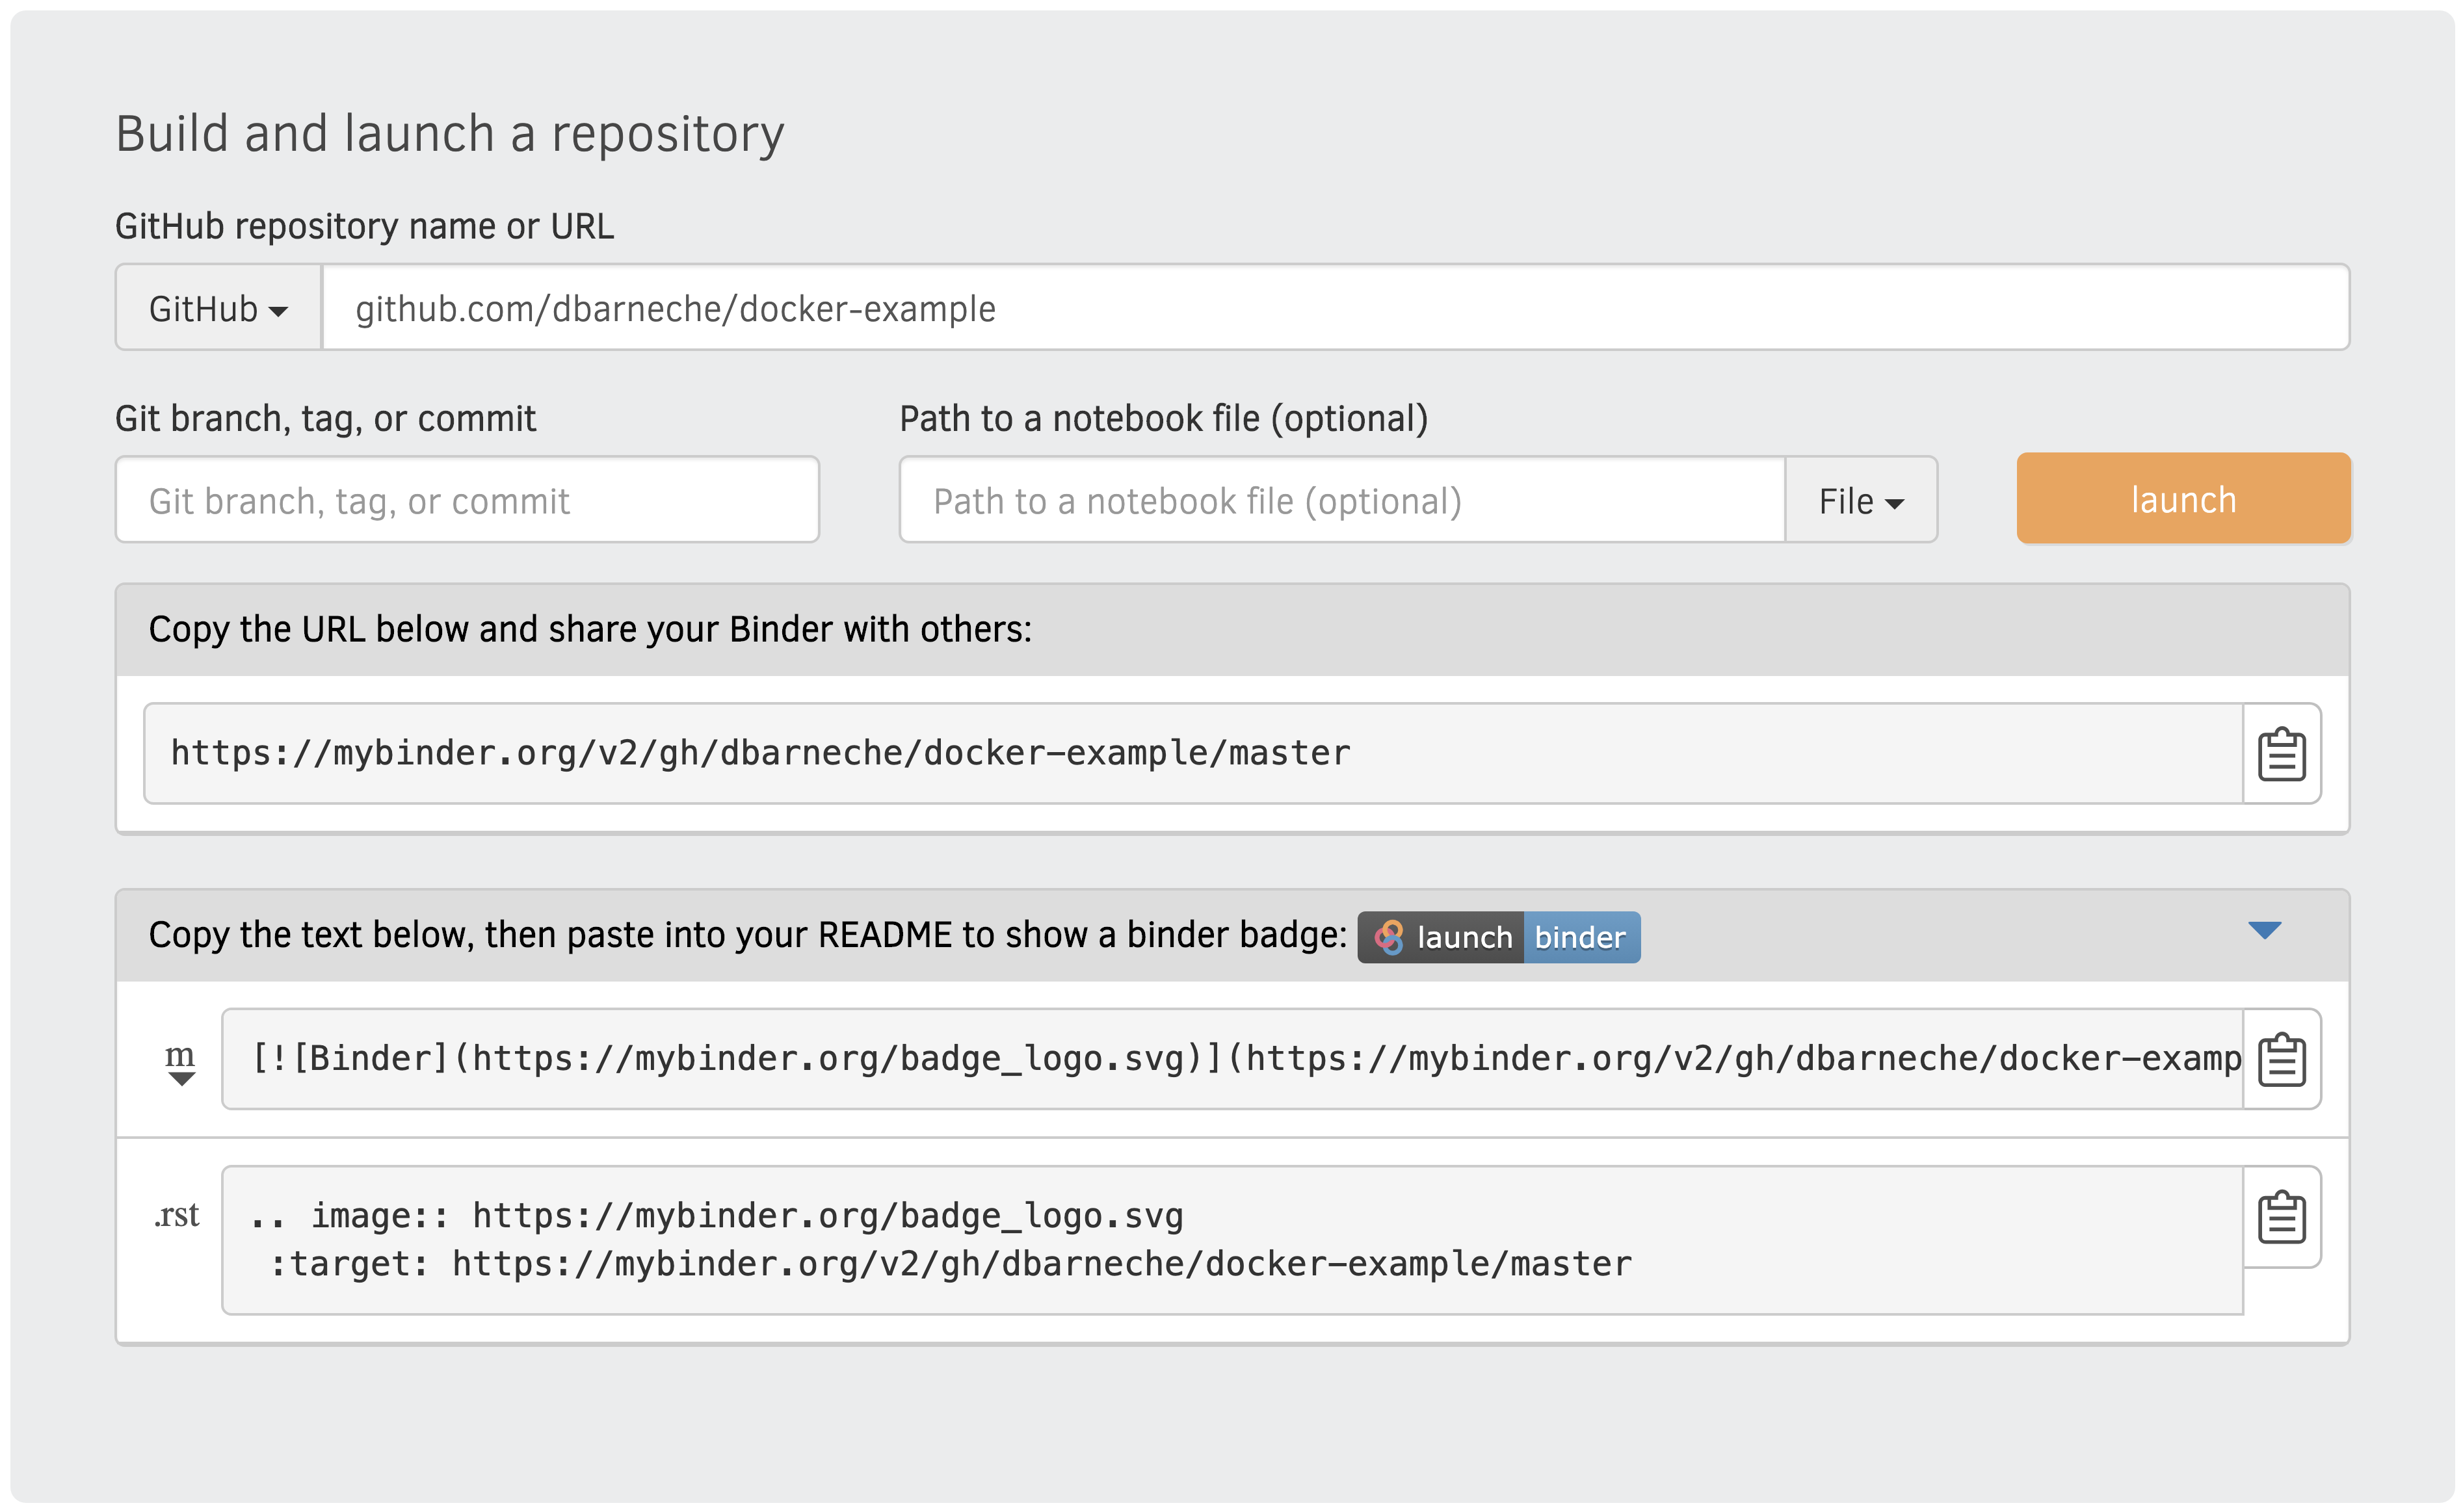 Build and launch a repository
GitHub repository name or URL
GitHub github.com/dbarneche/docker-example
Git branch, tag, or commit Path to a notebook file (optional)
Git branch, tag, or commit Path to a notebook file (optional) File launch
Copy the URL below and share your Binder with others:
https://mybinder.org/v2/gh/dbarneche/docker-example/master
Copy the text below, then paste into your README to show a binder badge: launch binder
m [![Binder](https://mybinder.org/badge_logo.svg)](https://mybinder.org/v2/gh/dbarneche/docker-examp
.rst .. image:: https://mybinder.org/badge_logo.svg
:target: https://mybinder.org/v2/gh/dbarneche/docker-example/master